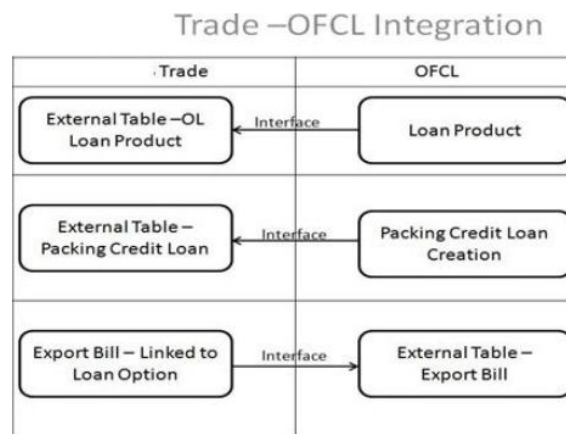 Trade –OFCL Integration
.Trade
OFCL
External Table –OL
Loan Product
Interface
Loan Product
External Table –
Packing Credit Loan
Interface
Packing Credit Loan
Creation
Export Bill – Linked to
Loan Option
Interface
External Table –
Export Bill